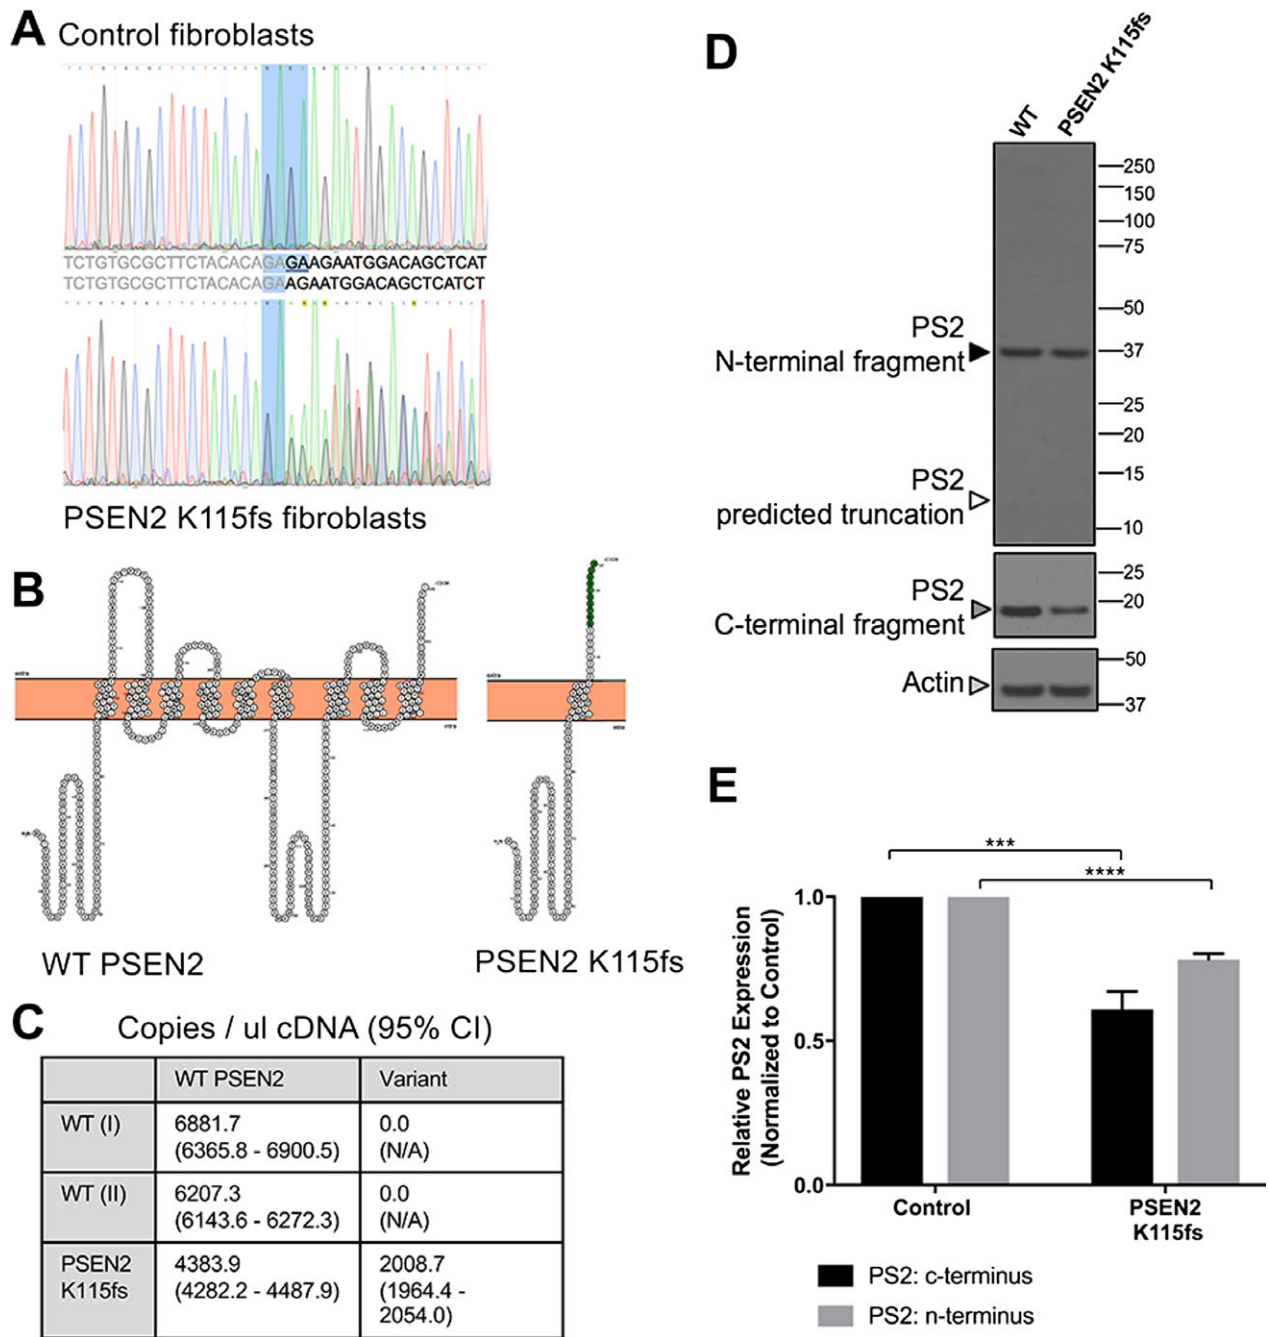 A Control fibroblasts
TCTGTGCGCTTCTACACAGAGAAGAATGGACAGCTCAT
TCTGTGCGCTTCTACACAGAAGAATGGACAGCTCATCT
PSEN2 K115fs fibroblasts
B
WT PSEN2
PSEN2 K115fs
C Copies / ul cDNA (95% CI)
WT PSEN2 Variant
WT (I) 6881.7 0.0
(6365.8 - 6900.5) (N/A)
WT (II) 6207.3 0.0
(6143.6 - 6272.3) (N/A)
PSEN2 4383.9 2008.7
K115fs (4282.2 - 4487.9) (1964.4 -
2054.0)
D
WT
PSEN2 K115fs
250
150
100
75
50
PS2
N-terminal fragment
37
25
20
15
PS2
predicted truncation
10
25
PS2
20
C-terminal fragment
50
Actin
37
E
***
****
Relative PS2 Expression
(Normalized to Control)
1.0
0.5
0.0
Control
PSEN2
K115fs
PS2: c-terminus
PS2: n-terminus